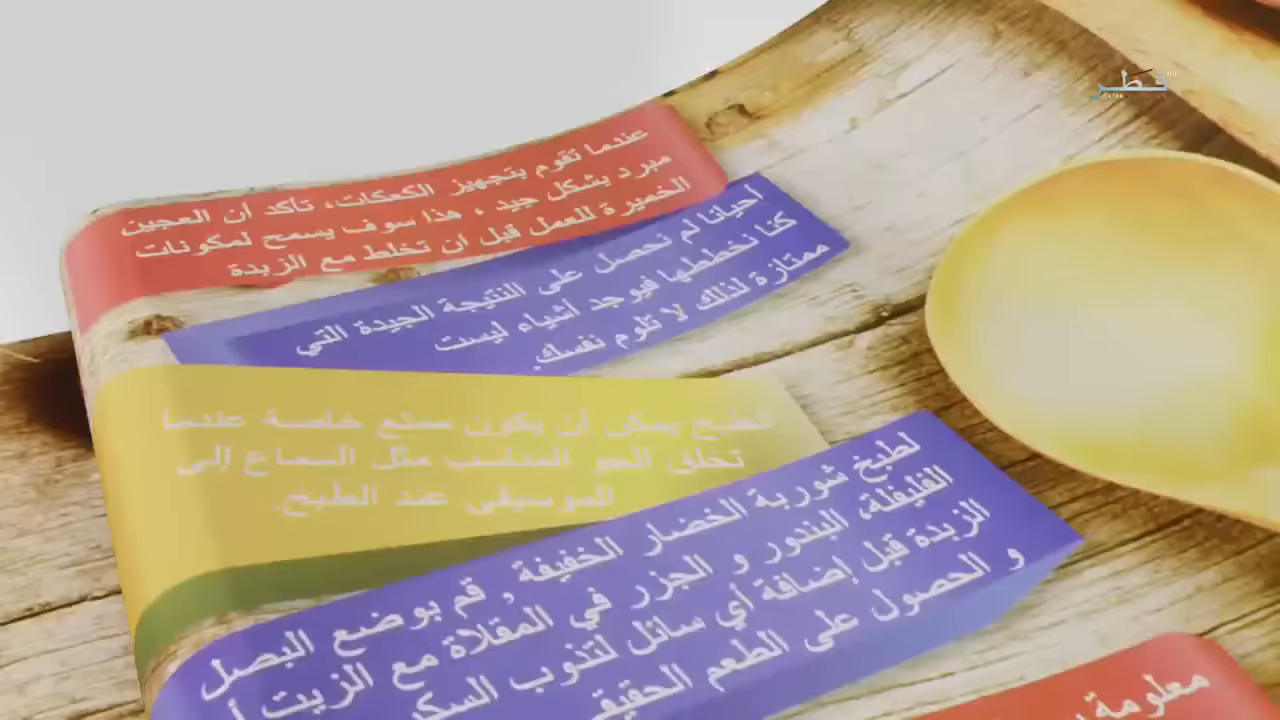 قطر
عندما تقوم بتجهيز الكعكات، تأكد أن العجين
مبرد بشكل جيد ، هذا سوف يسمح لمكونات
الخميرة للعمل قبل ان تخلط مع الزبدة
أحيانا لم تحصل على النتيجة الجيدة التي
كنا نخططها فيوجد أشياء ليست
ممتازة لذلك لا تلوم نفسك.
الطبخ يمكن أن يكون ممتع خاصة عندما
تخلق الجو المناسب مثل السماع إلى
الموسيقى عند الطبخ.
لطبخ شوربة الخضار الخفيفة, قم بوضع البصل
الفليفلة، البندور و الجزر في المقلاة مع الزيت
الزبدة قبل إضافة أي سائل لتذوب السكر
و الحصول على الطعم الحقيقي
معلومة